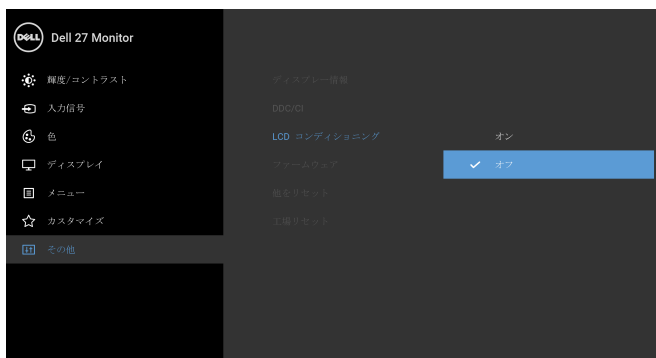 DELL Dell 27 Monitor
輝度/コントラスト
入力信号
色
ディスプレイ
メニュー
カスタマイズ
その他
ディスプレー情報
DDC/CI
LCD コンディショニング
ファームウェア
他をリセット
工場リセット
オン
オフ